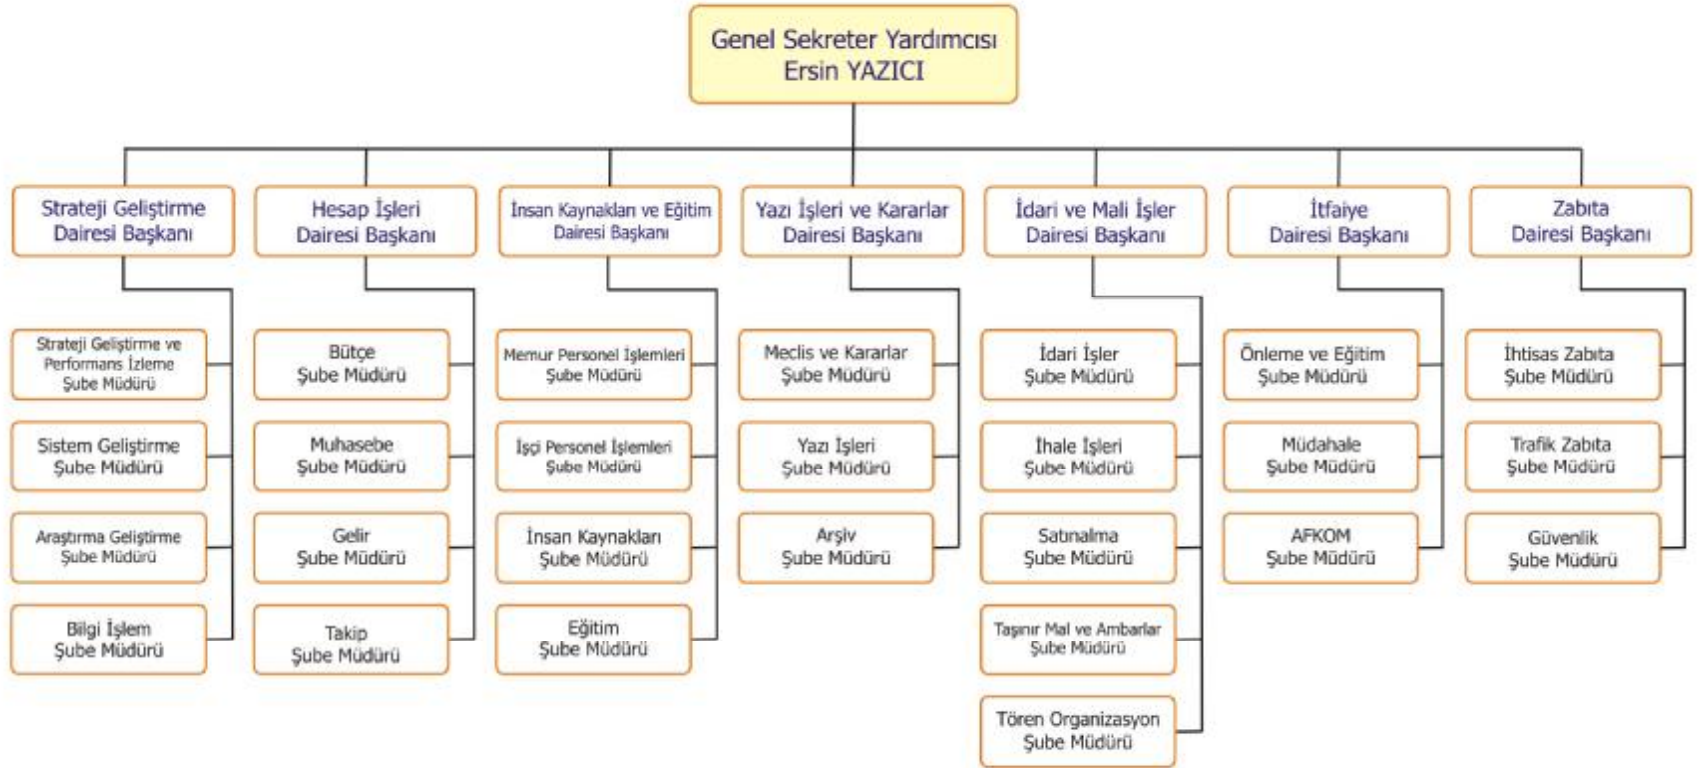 Genel Sekreter Yardımcısı
Ersin YAZICI
Strateji Geliştirme
Dairesi Başkanı
Hesap İşleri
Dairesi Başkanı
İnsan Kaynakları ve Eğitim
Dairesi Başkanı
Yazı İşleri ve Kararlar
Dairesi Başkanı
İdari ve Mali İşler
Dairesi Başkanı
İtfaiye
Dairesi Başkanı
Zabıta
Dairesi Başkanı
Strateji Geliştirme ve
Performans İzleme
Şube Müdürü
Sistem Geliştirme
Şube Müdürü
Araştırma Geliştirme
Şube Müdürü
Bilgi İşlem
Şube Müdürü
Bütçe
Şube Müdürü
Muhasebe
Şube Müdürü
Gelir
Şube Müdürü
Takip
Şube Müdürü
Memur Personel İşlemleri
Şube Müdürü
İşçi Personel İşlemleri
Şube Müdürü
İnsan Kaynakları
Şube Müdürü
Eğitim
Şube Müdürü
Meclis ve Kararlar
Şube Müdürü
Yazı İşleri
Şube Müdürü
Arşiv
Şube Müdürü
İdari İşler
Şube Müdürü
İhale İşleri
Şube Müdürü
Satınalma
Şube Müdürü
Taşınır Mal ve Ambarlar
Şube Müdürü
Tören Organizasyon
Şube Müdürü
Önleme ve Eğitim
Şube Müdürü
Müdahale
Şube Müdürü
AFKOM
Şube Müdürü
İhtisas Zabıta
Şube Müdürü
Trafik Zabıta
Şube Müdürü
Güvenlik
Şube Müdürü